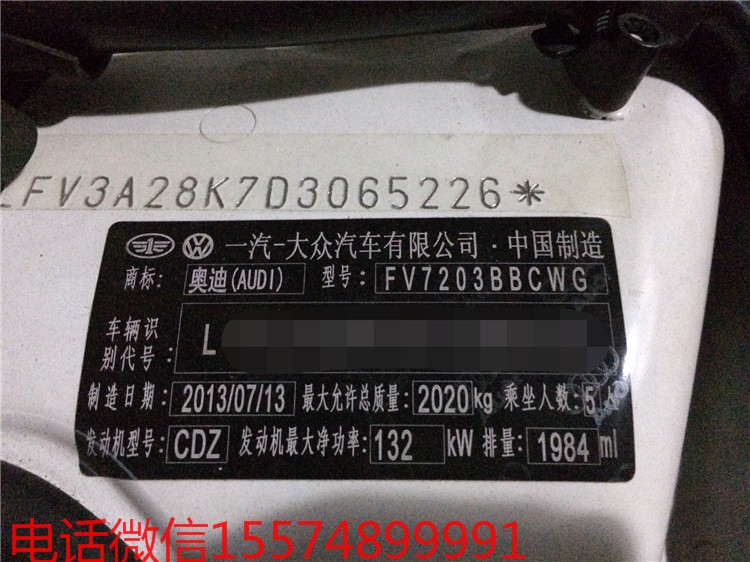 LFV3A28K7D3065226*
一汽-大众汽车有限公司·中国制造
商标: 奥迪(AUDI) 型号: FV7203BBCWG
车辆识
别代号: L
制造日期: 2013/07/13 最大允许总质量: 2020kg 乘坐人数: 5人
发动机型号: CDZ 发动机最大净功率: 132 kW 排量: 1984 ml
电话微信15574899991